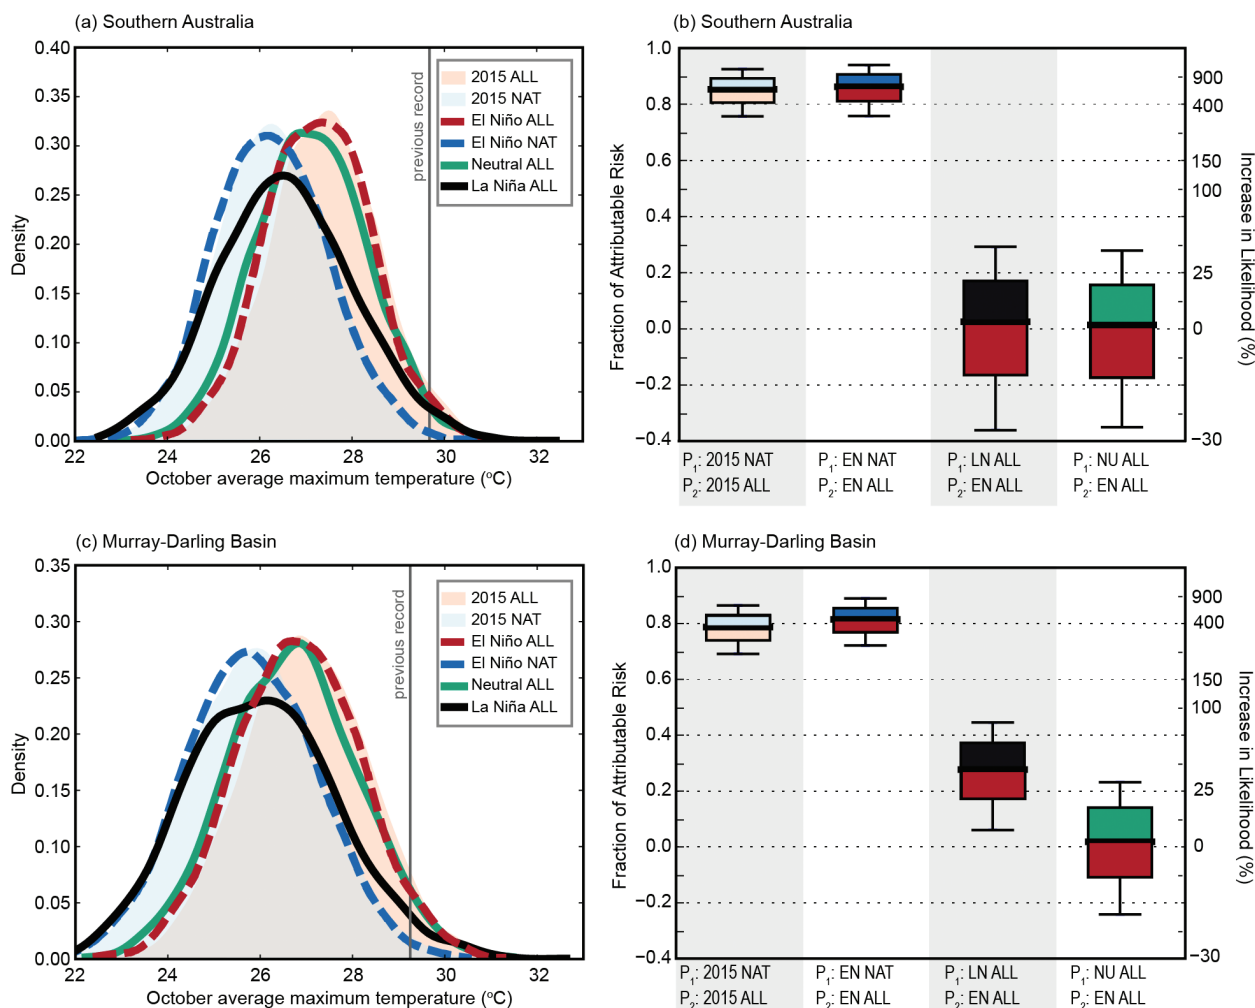 (a) Southern Australia
0.40
0.35
0.30
0.25
0.20
0.15
0.10
0.05
0.00
Density
22
24
26
28
30
32
October average maximum temperature (°C)
previous record
2015 ALL
2015 NAT
El Niño ALL
El Niño NAT
Neutral ALL
La Niña ALL
(b) Southern Australia
1.0
0.8
0.6
0.4
0.2
0.0
−0.2
−0.4
Fraction of Attributable Risk
900
400
150
100
25
0
−30
Increase in Likelihood (%)
P₁: 2015 NAT
P₂: 2015 ALL
P₁: EN NAT
P₂: EN ALL
P₁: LN ALL
P₂: EN ALL
P₁: NU ALL
P₂: EN ALL
(c) Murray-Darling Basin
0.35
0.30
0.25
0.20
0.15
0.10
0.05
0.00
Density
22
24
26
28
30
32
October average maximum temperature (°C)
previous record
2015 ALL
2015 NAT
El Niño ALL
El Niño NAT
Neutral ALL
La Niña ALL
(d) Murray-Darling Basin
1.0
0.8
0.6
0.4
0.2
0.0
−0.2
−0.4
Fraction of Attributable Risk
900
400
150
100
25
0
−30
Increase in Likelihood (%)
P₁: 2015 NAT
P₂: 2015 ALL
P₁: EN NAT
P₂: EN ALL
P₁: LN ALL
P₂: EN ALL
P₁: NU ALL
P₂: EN ALL